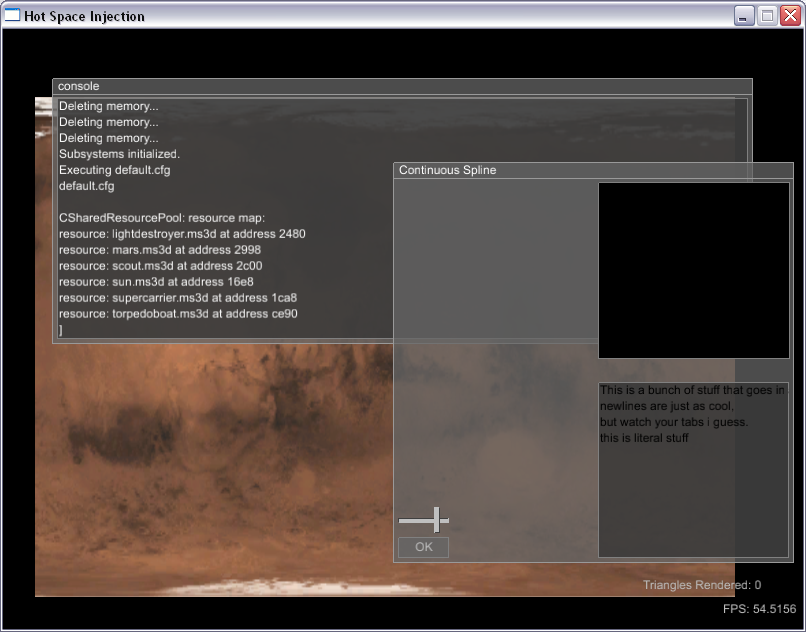 Hot Space Injection
console
Deleting memory...
Deleting memory...
Deleting memory...
Subsystems initialized.
Executing default.cfg
default.cfg
CSharedResourcePool: resource map:
resource: lightdestroyer.ms3d at address 2480
resource: mars.ms3d at address 2998
resource: scout.ms3d at address 2c00
resource: sun.ms3d at address 16e8
resource: supercarrier.ms3d at address 1ca8
resource: torpedoboat.ms3d at address ce90
]
Continuous Spline
This is a bunch of stuff that goes in
newlines are just as cool,
but watch your tabs i guess.
this is literal stuff
OK
Triangles Rendered: 0
FPS: 54.5156